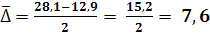 Δ̄ = (28,1−12,9)/2 = 15,2/2 = 7,6